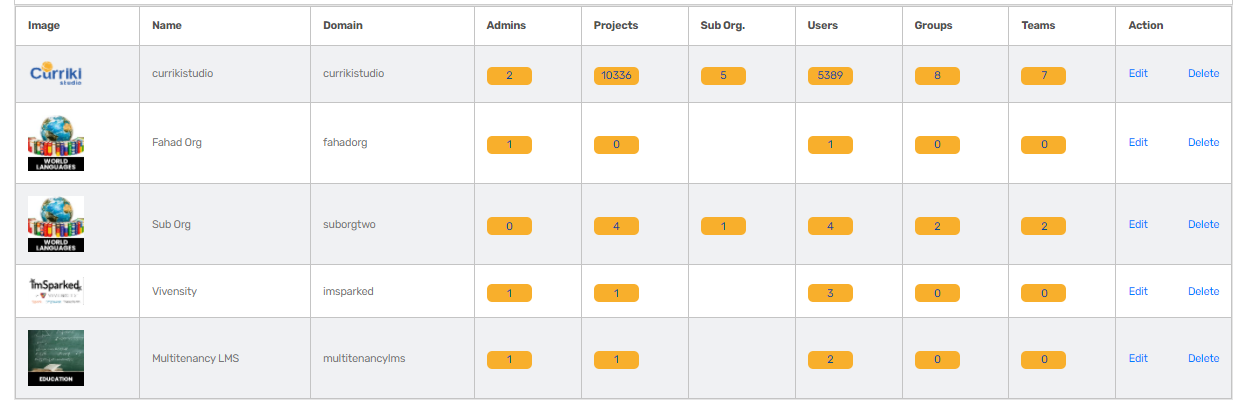 Image Name Domain Admins Projects Sub Org. Users Groups Teams Action
Curriki studio currikistudio currikistudio 2 10336 5 5389 8 7 Edit Delete
WORLD LANGUAGES Fahad Org fahadorg 1 0 1 0 0 Edit Delete
WORLD LANGUAGES Sub Org suborgtwo 0 4 1 4 2 2 Edit Delete
ImSparked Vivensity imsparked 1 1 3 0 0 Edit Delete
EDUCATION Multitenancy LMS multitenancylms 1 1 2 0 0 Edit Delete